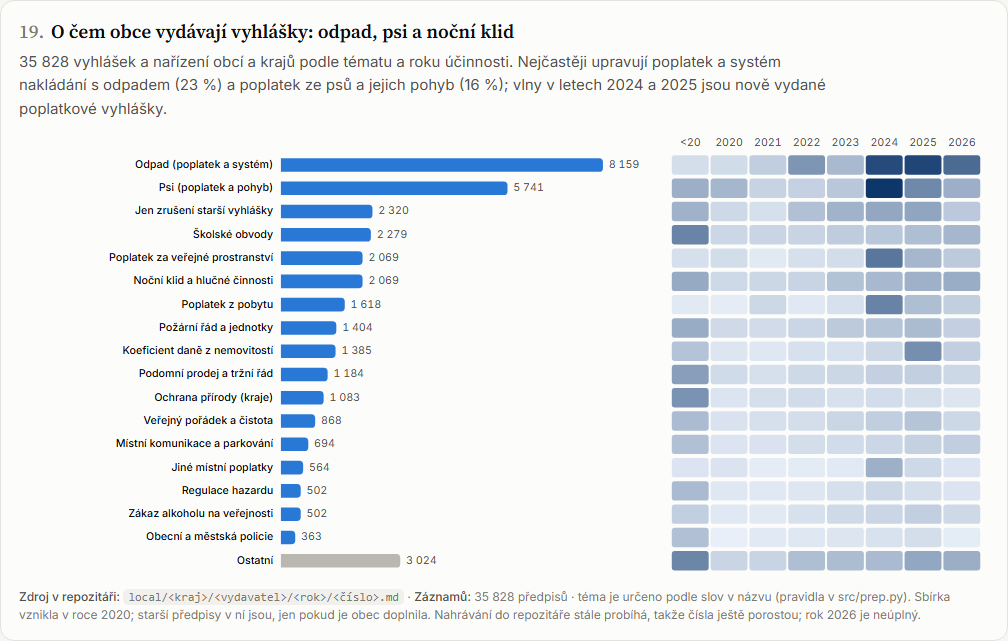 19. O čem obce vydávají vyhlášky: odpad, psi a noční klid
35 828 vyhlášek a nařízení obcí a krajů podle tématu a roku účinnosti. Nejčastěji upravují poplatek a systém
nakládání s odpadem (23 %) a poplatek ze psů a jejich pohyb (16 %); vlny v letech 2024 a 2025 jsou nově vydané
poplatkové vyhlášky.
<20 2020 2021 2022 2023 2024 2025 2026
Odpad (poplatek a systém) 8 159
Psi (poplatek a pohyb) 5 741
Jen zrušení starší vyhlášky 2 320
Školské obvody 2 279
Poplatek za veřejné prostranství 2 069
Noční klid a hlučné činnosti 2 069
Poplatek z pobytu 1 618
Požární řád a jednotky 1 404
Koeficient daně z nemovitostí 1 385
Podomní prodej a tržní řád 1 184
Ochrana přírody (kraje) 1 083
Veřejný pořádek a čistota 868
Místní komunikace a parkování 694
Jiné místní poplatky 564
Regulace hazardu 502
Zákaz alkoholu na veřejnosti 502
Obecní a městská policie 363
Ostatní 3 024
Zdroj v repozitáři: local/<kraj>/<vydavatel>/<rok>/<číslo>.md · Záznamů: 35 828 předpisů · téma je určeno podle slov v názvu (pravidla v src/prep.py). Sbírka
vznikla v roce 2020; starší předpisy v ní jsou, jen pokud je obec doplnila. Nahrávání do repozitáře stále probíhá, takže čísla ještě porostou; rok 2026 je neúplný.